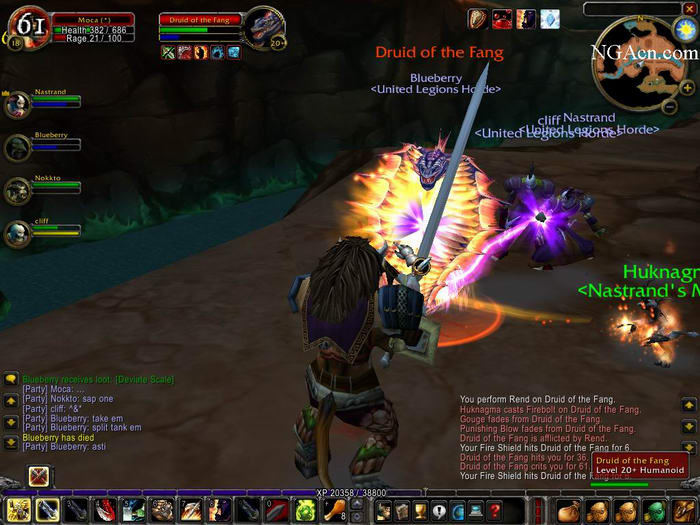 61
Moca (*)
Health 382 / 686
Rage 21 / 100
18
Druid of the Fang
20+
NGAcn.com
N
Druid of the Fang
Blueberry
<United Legions Horde>
cliff Nastrand
<United Legions Horde>
<United Legions Horde>
Nastrand
Blueberry
Nokkto
cliff
Huknagm
<Nastrand's M
Blueberry receives loot: [Deviate Scale]
[Party] Moca: ...
[Party] Nokkto: sap one
[Party] cliff: ^&*
[Party] Blueberry: take em
[Party] Blueberry: split tank em
Blueberry has died
[Party] Blueberry: asti
You perform Rend on Druid of the Fang.
Huknagma casts Firebolt on Druid of the Fang.
Gouge fades from Druid of the Fang.
Punishing Blow fades from Druid of the Fang.
Druid of the Fang is afflicted by Rend.
Your Fire Shield hits Druid of the Fang for 6
Druid of the Fang hits you for 36.
Druid of the Fang crits you for 61
Your Fire Shield hits Druid of the
Druid of the Fang
Level 20+ Humanoid
XP 20358 / 38800
8